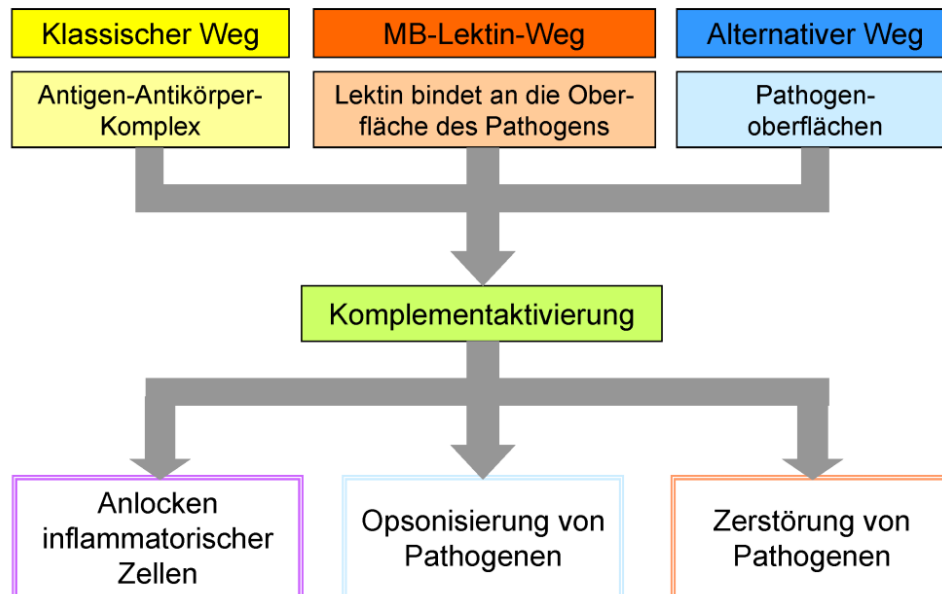 Klassischer Weg
MB-Lektin-Weg
Alternativer Weg
Antigen-Antikörper-
Komplex
Lektin bindet an die Ober-
fläche des Pathogens
Pathogen-
oberflächen
Komplementaktivierung
Anlocken
inflammatorischer
Zellen
Opsonisierung von
Pathogenen
Zerstörung von
Pathogenen